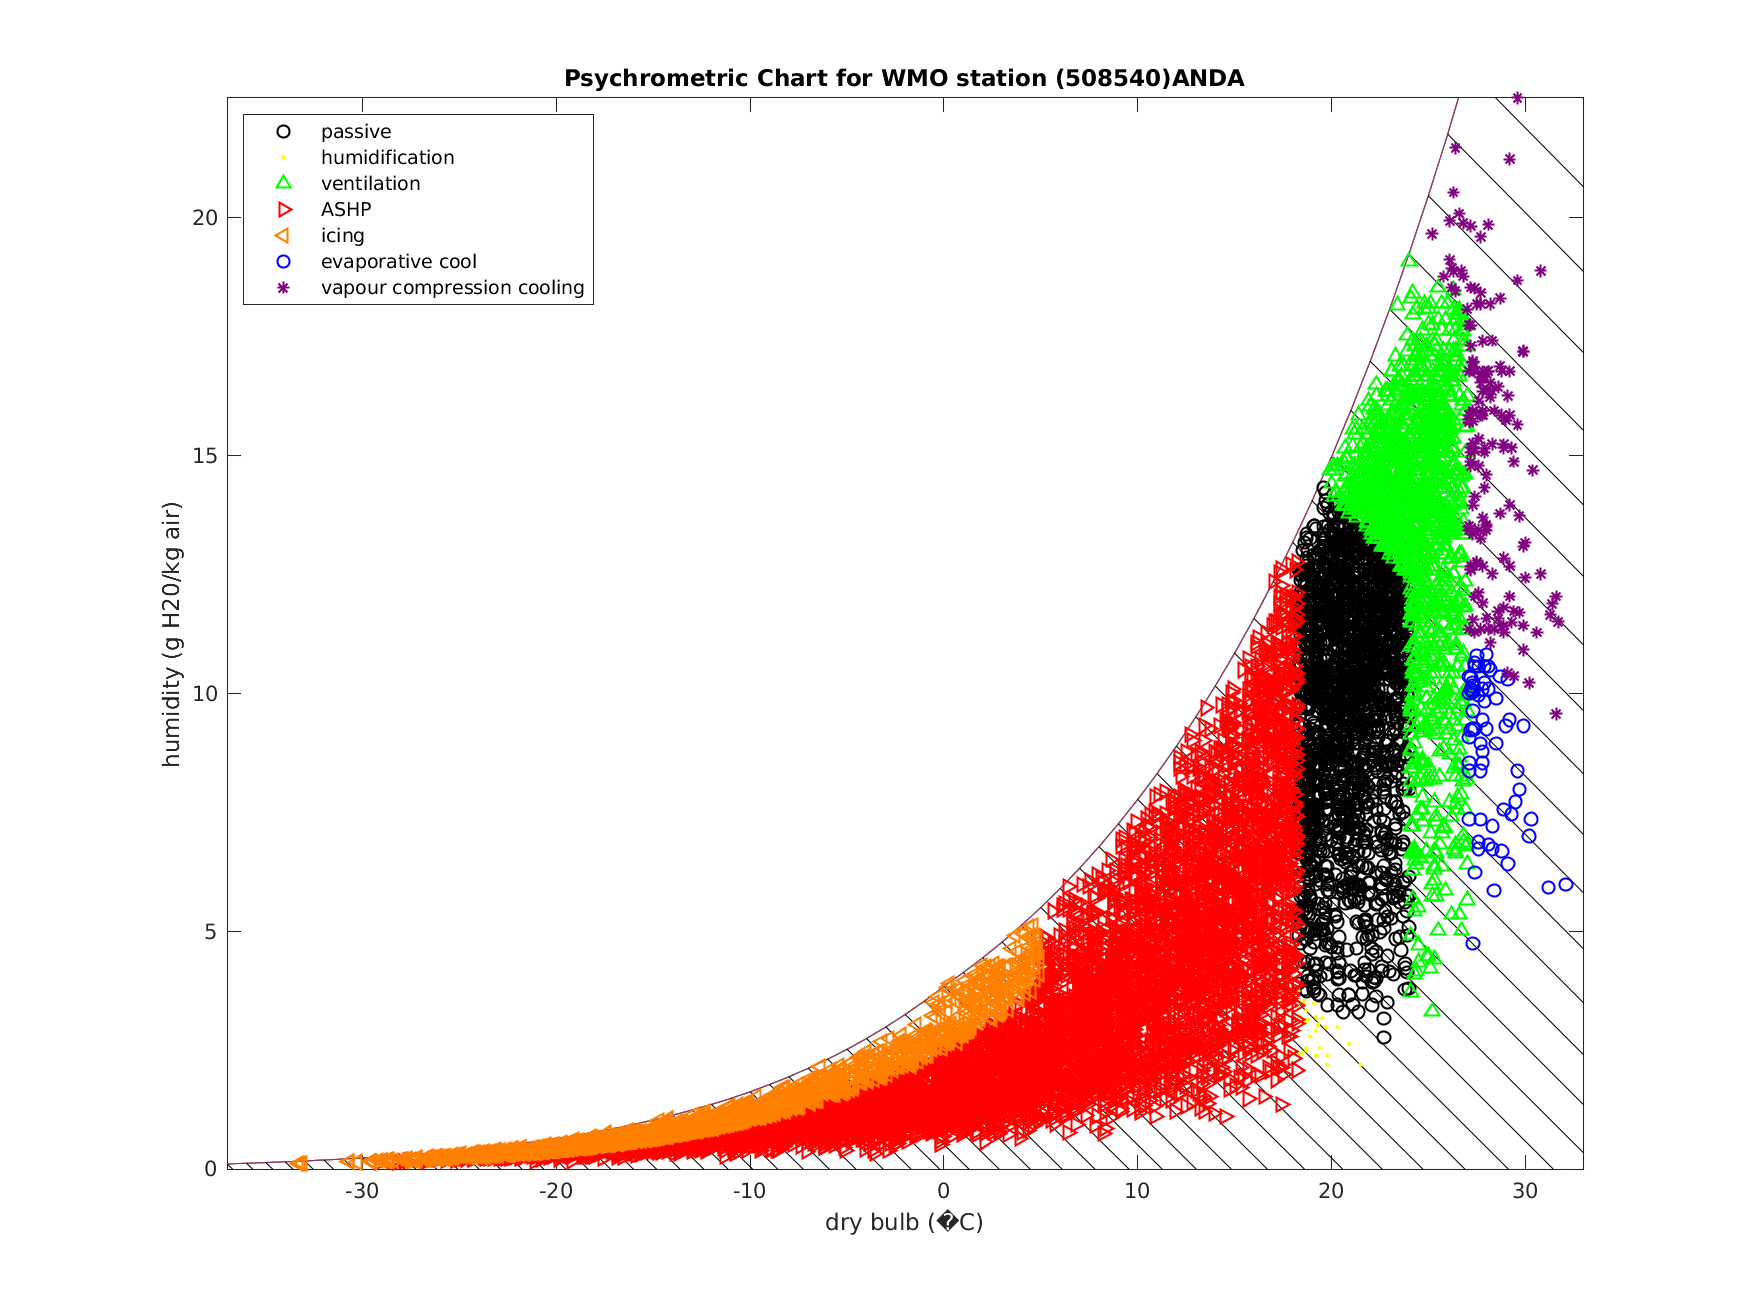 Psychrometric Chart for WMO station (508540)ANDA
passive
humidification
ventilation
ASHP
icing
evaporative cool
vapour compression cooling
humidity (g H20/kg air)
20
15
10
5
0
-30 -20 -10 0 10 20 30
dry bulb (�C)